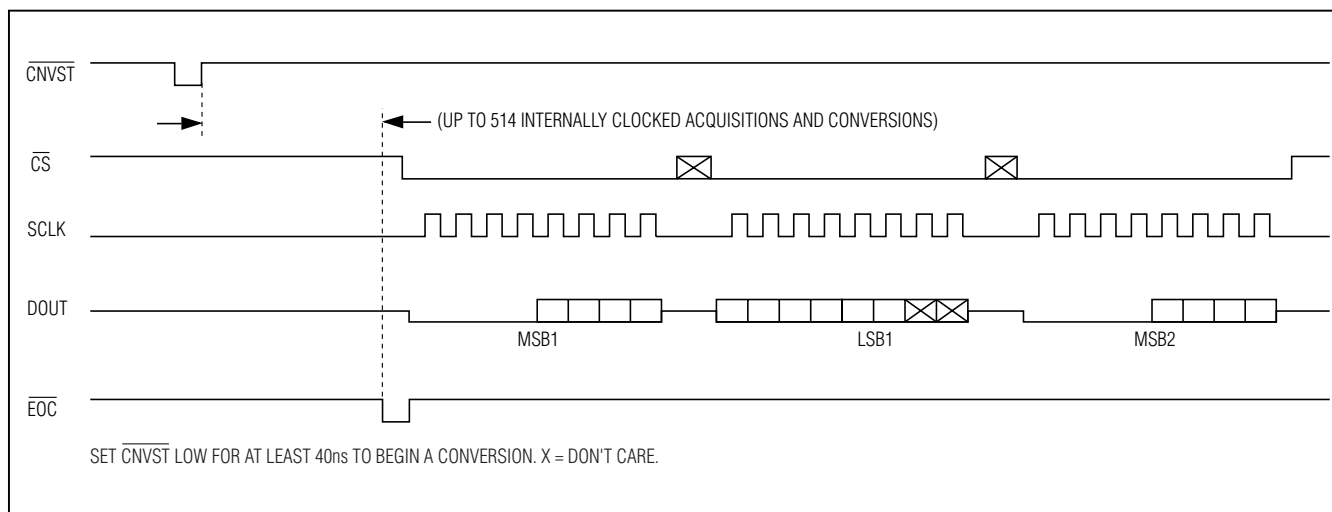 CNVST
(UP TO 514 INTERNALLY CLOCKED ACQUISITIONS AND CONVERSIONS)
CS
SCLK
DOUT
MSB1
LSB1
MSB2
EOC
SET CNVST LOW FOR AT LEAST 40ns TO BEGIN A CONVERSION. X = DON'T CARE.